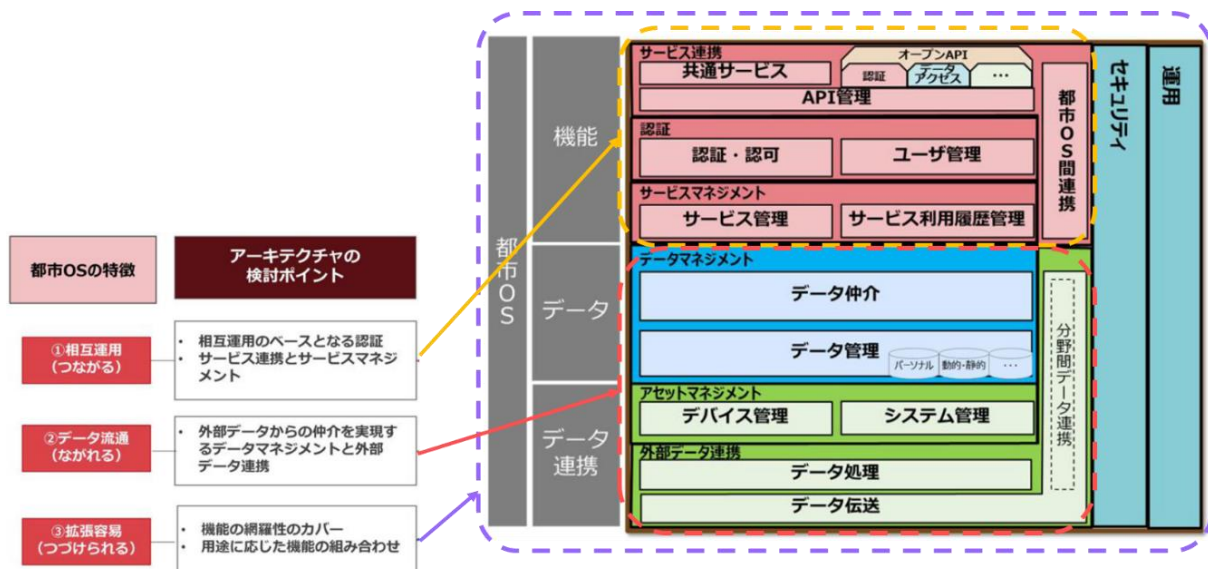 都市OSの特徴
アーキテクチャの
検討ポイント
①相互運用
(つながる)
• 相互運用のベースとなる認証
• サービス連携とサービスマネジ
メント
②データ流通
(ながれる)
• 外部データからの仲介を実現す
るデータマネジメントと外部
データ連携
③拡張容易
(つづけられる)
• 機能の網羅性のカバー
• 用途に応じた機能の組み合わせ
都市OS
機能
データ
データ
連携
サービス連携
共通サービス
オープンAPI
認証
データ
アクセス
…
API管理
認証
認証・認可
ユーザ管理
サービスマネジメント
サービス管理
サービス利用履歴管理
都市OS間連携
データマネジメント
データ仲介
データ管理
パーソナル
動的・静的
…
アセットマネジメント
デバイス管理
システム管理
外部データ連携
データ処理
データ伝送
分野間データ連携
セキュリティ
運用